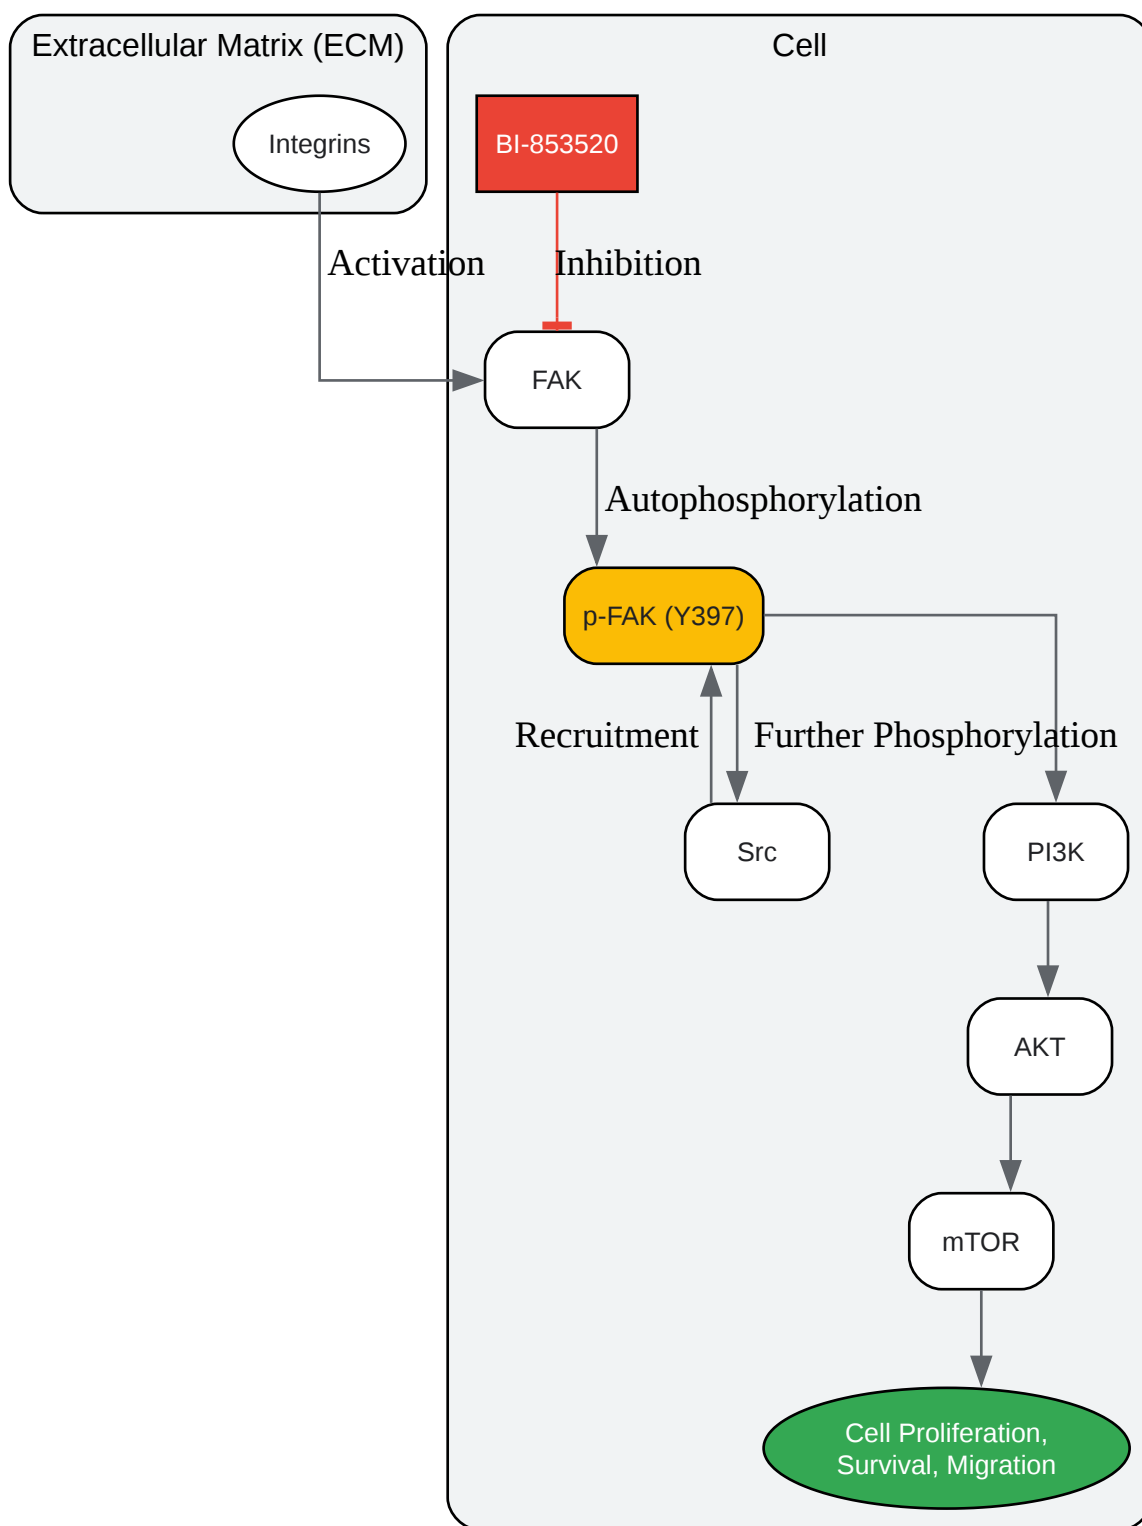 Extracellular Matrix (ECM)
Cell
Integrins
BI-853520
Activation
Inhibition
FAK
Autophosphorylation
p-FAK (Y397)
Recruitment
Further Phosphorylation
Src
PI3K
AKT
mTOR
Cell Proliferation,
Survival, Migration